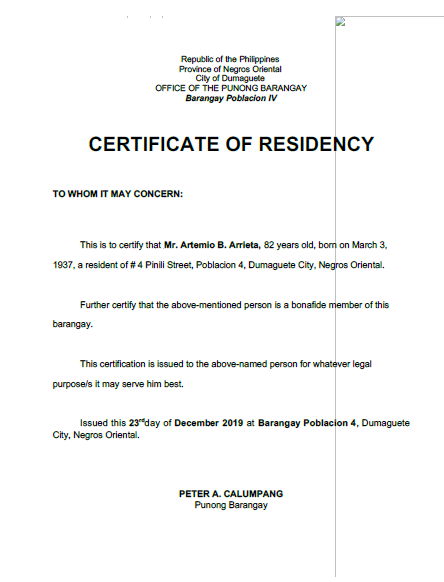 Republic of the Philippines
Province of Negros Oriental
City of Dumaguete
OFFICE OF THE PUNONG BARANGAY
Barangay Poblacion IV
CERTIFICATE OF RESIDENCY
TO WHOM IT MAY CONCERN:
This is to certify that Mr. Artemio B. Arrieta, 82 years old, born on March 3,
1937, a resident of # 4 Pinili Street, Poblacion 4, Dumaguete City, Negros Oriental.
Further certify that the above-mentioned person is a bonafide member of this
barangay.
This certification is issued to the above-named person for whatever legal
purpose/s it may serve him best.
Issued this 23rdday of December 2019 at Barangay Poblacion 4, Dumaguete
City, Negros Oriental.
PETER A. CALUMPANG
Punong Barangay